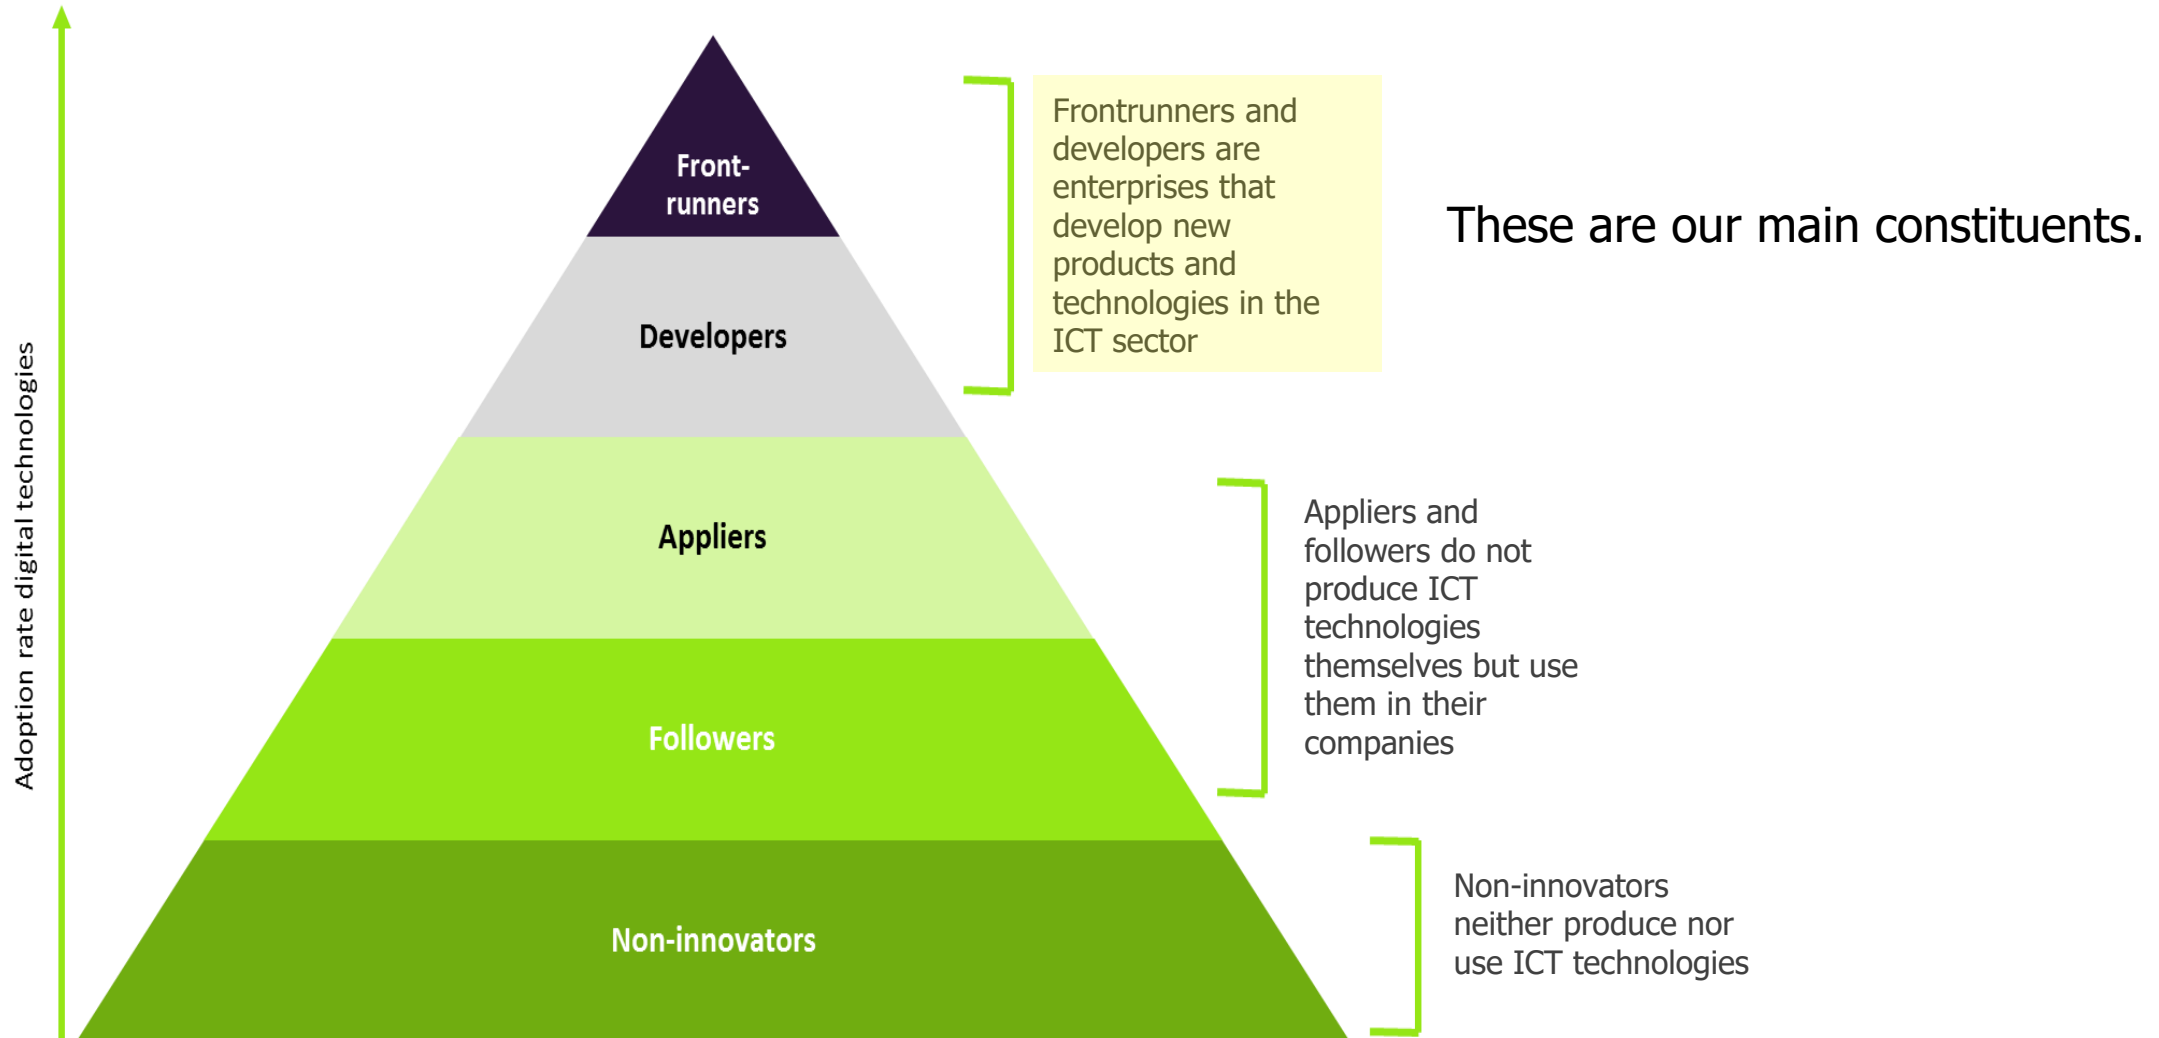 Adoption rate digital technologies
Front-
runners
Developers
Appliers
Followers
Non-innovators
Frontrunners and
developers are
enterprises that
develop new
products and
technologies in the
ICT sector
These are our main constituents.
Appliers and
followers do not
produce ICT
technologies
themselves but use
them in their
companies
Non-innovators
neither produce nor
use ICT technologies